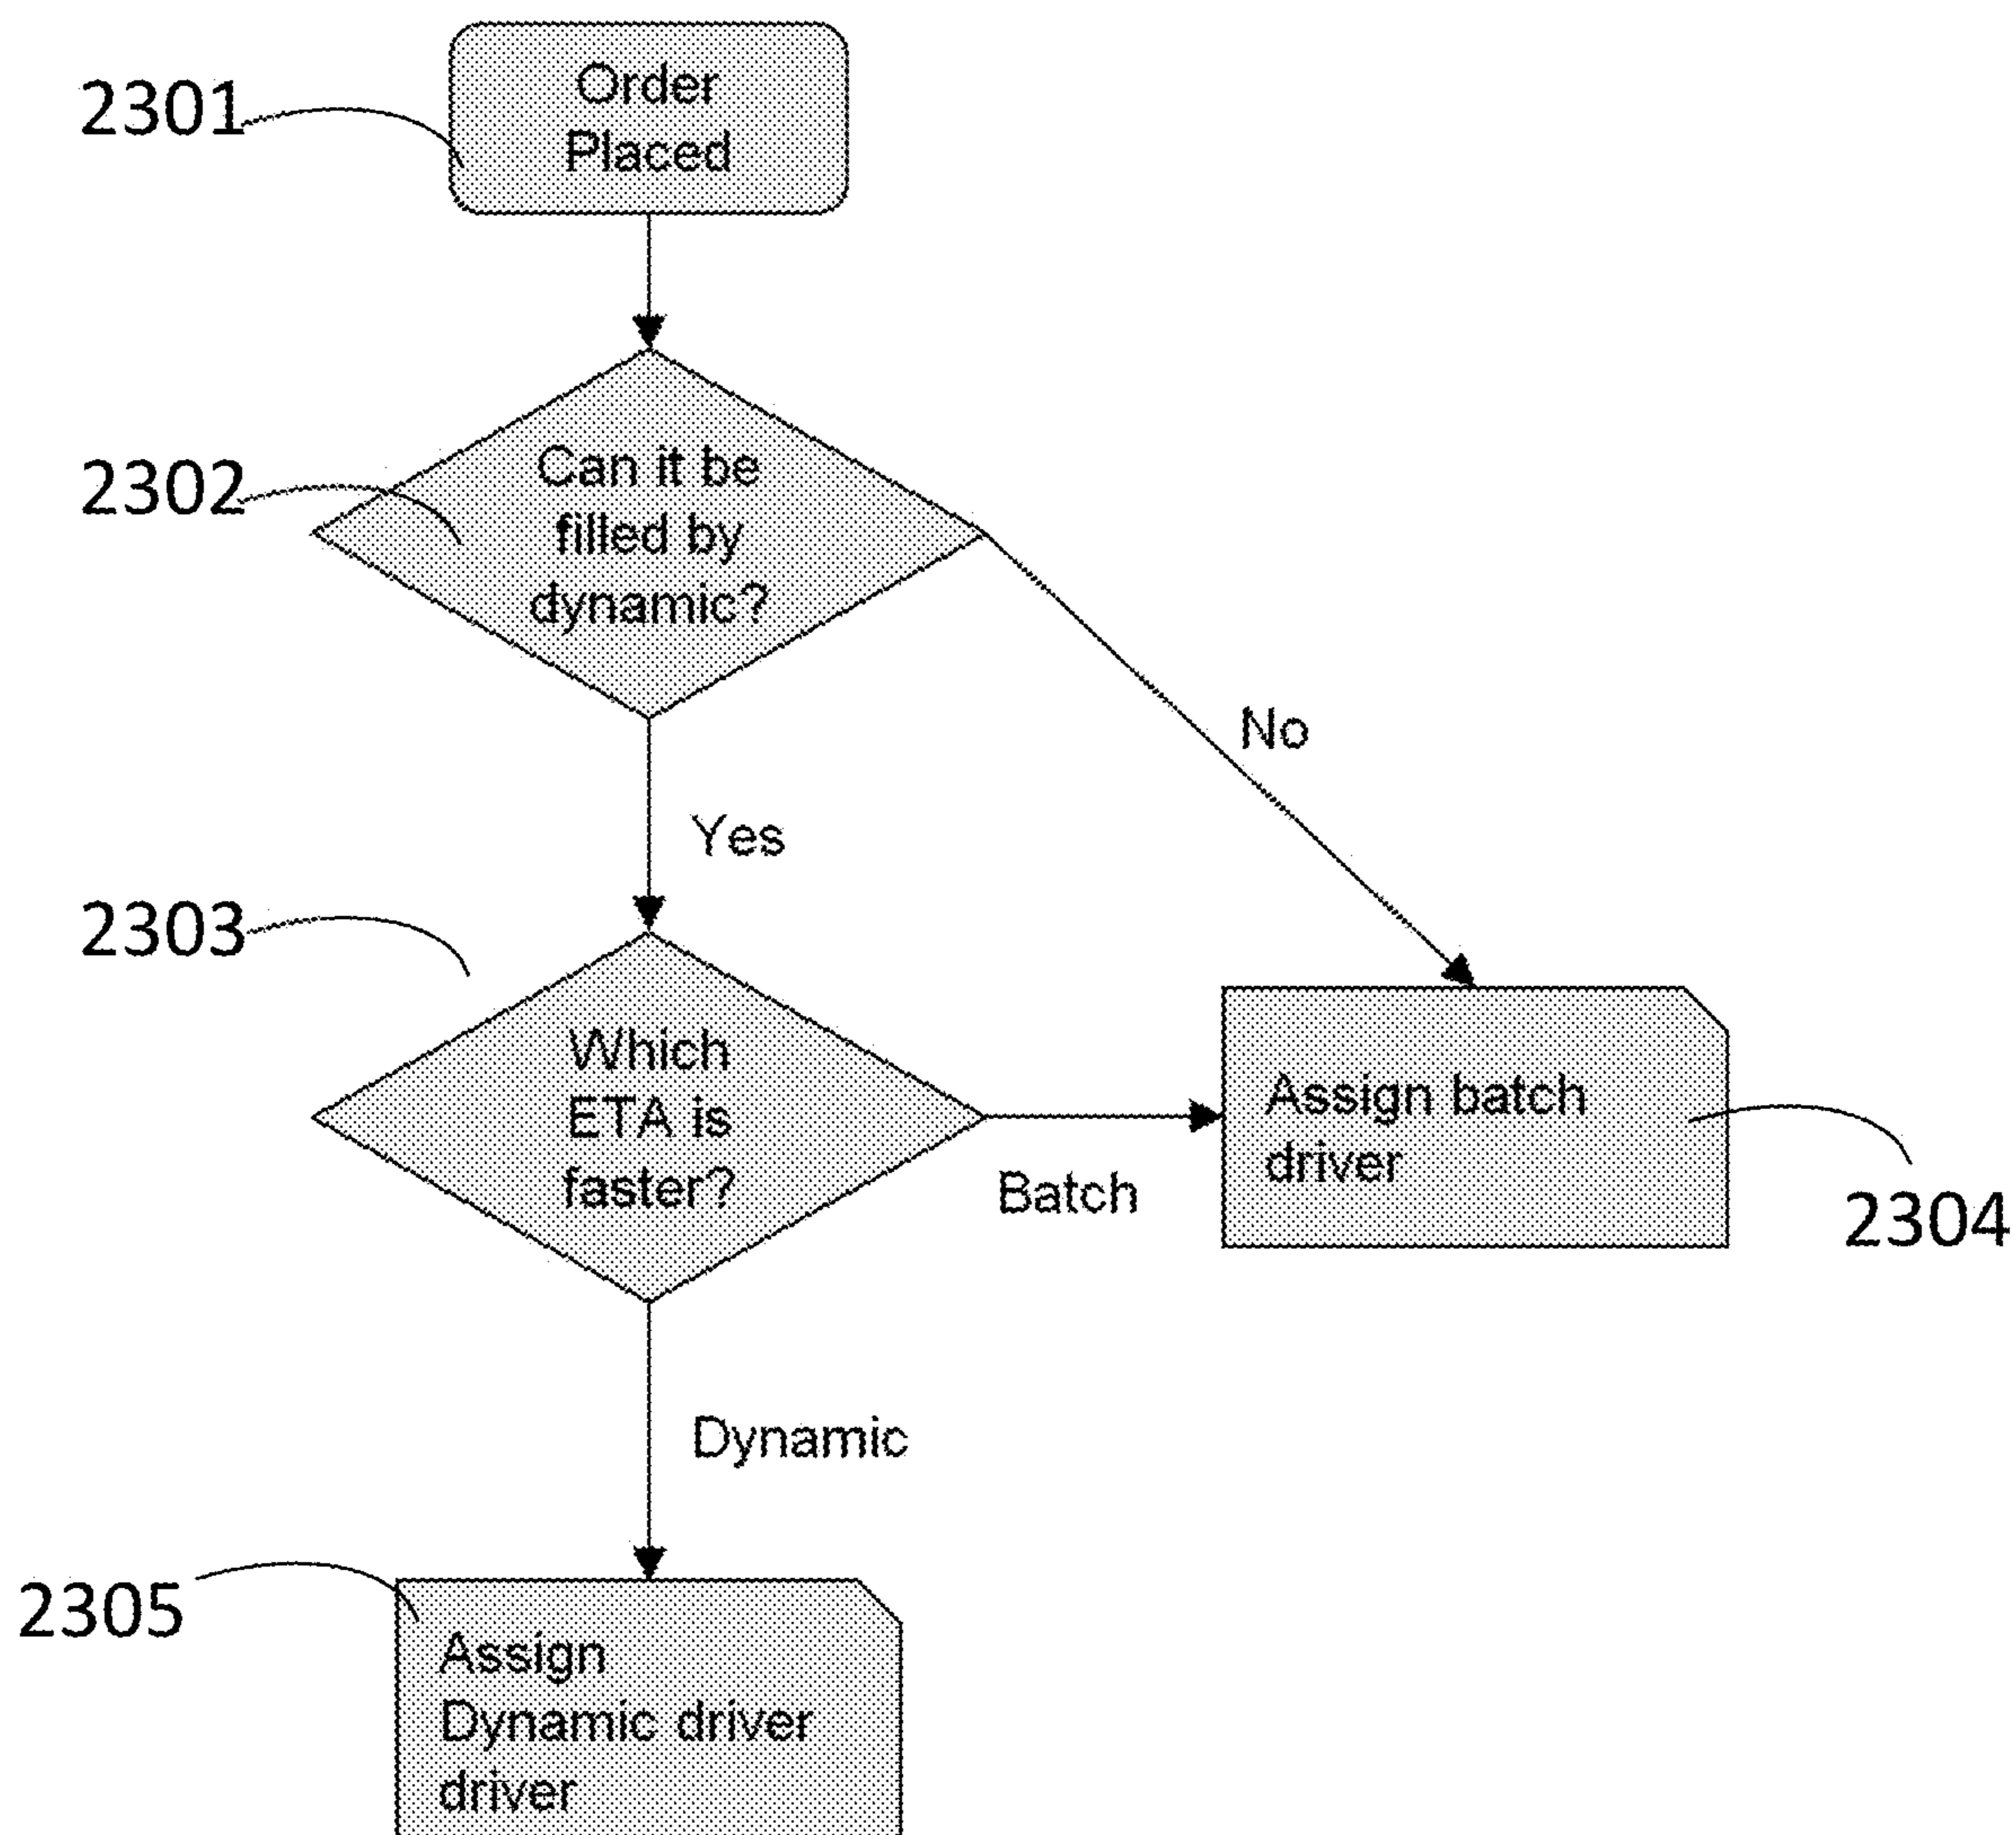 2301
Order
Placed
2302
Can it be
filled by
dynamic?
No
Yes
2303
Which
ETA is
faster?
Batch
Assign batch
driver
2304
Dynamic
2305
Assign
Dynamic driver
driver